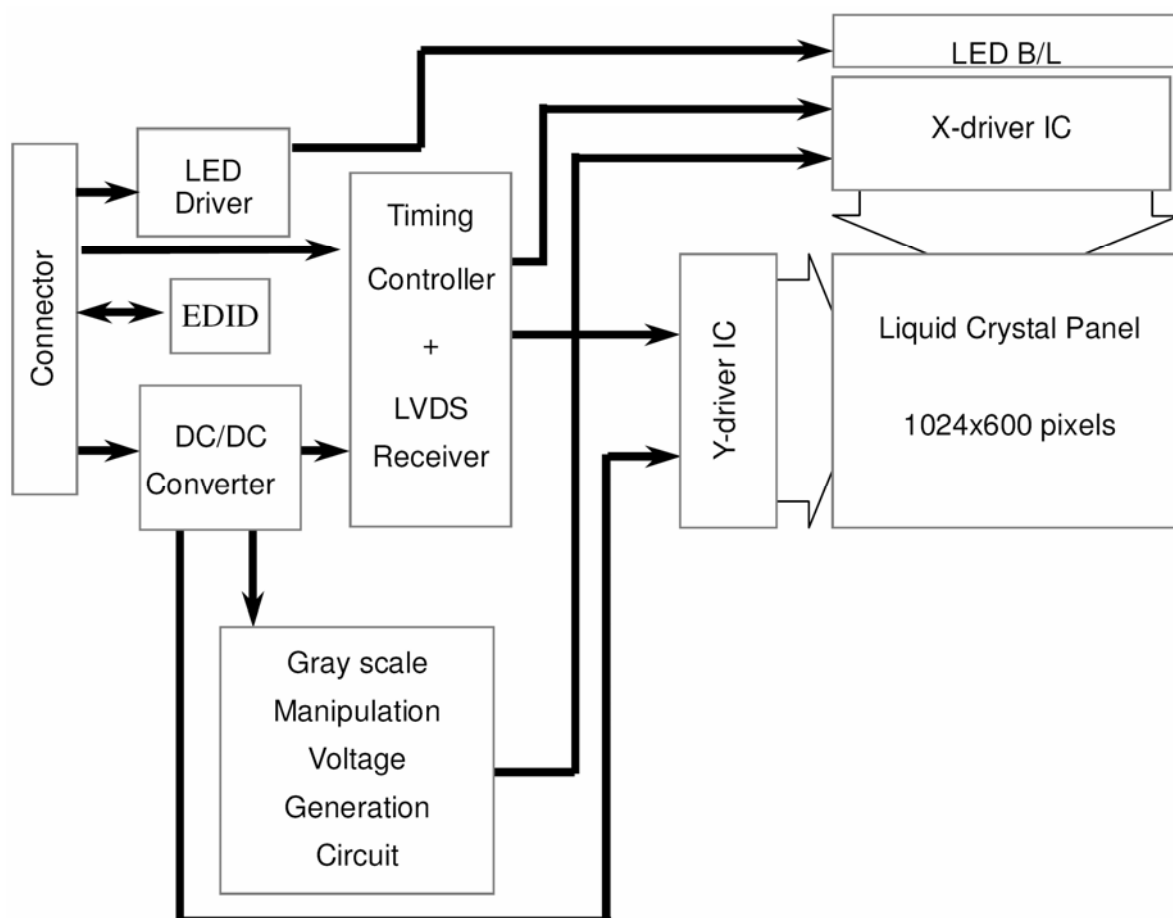 LED B/L
X-driver IC
LED
Driver
Connector
Timing
Controller
+
LVDS
Receiver
EDID
Y-driver IC
Liquid Crystal Panel
1024x600 pixels
DC/DC
Converter
Gray scale
Manipulation
Voltage
Generation
Circuit